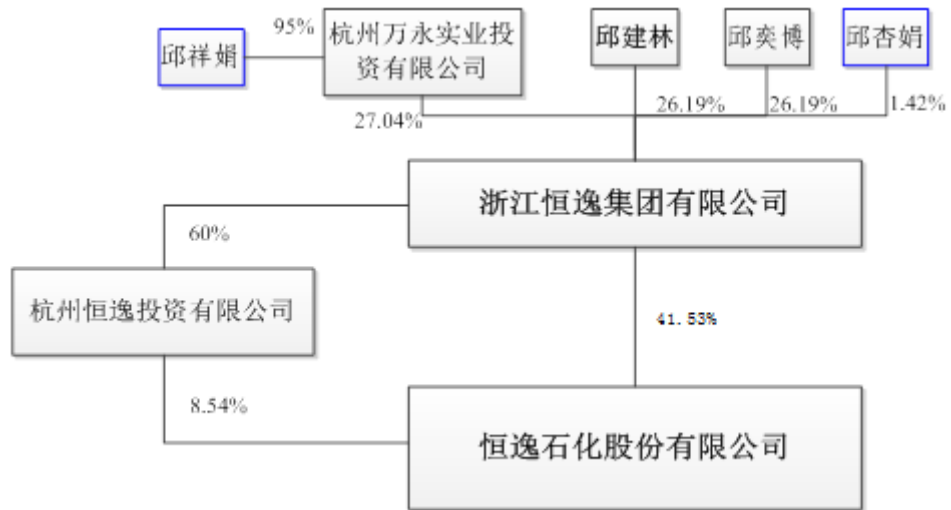 95%
邱祥娟
杭州万永实业投
资有限公司
邱建林
邱奕博
邱杏娟
27.04%
26.19%
26.19%
1.42%
浙江恒逸集团有限公司
60%
杭州恒逸投资有限公司
41.53%
8.54%
恒逸石化股份有限公司